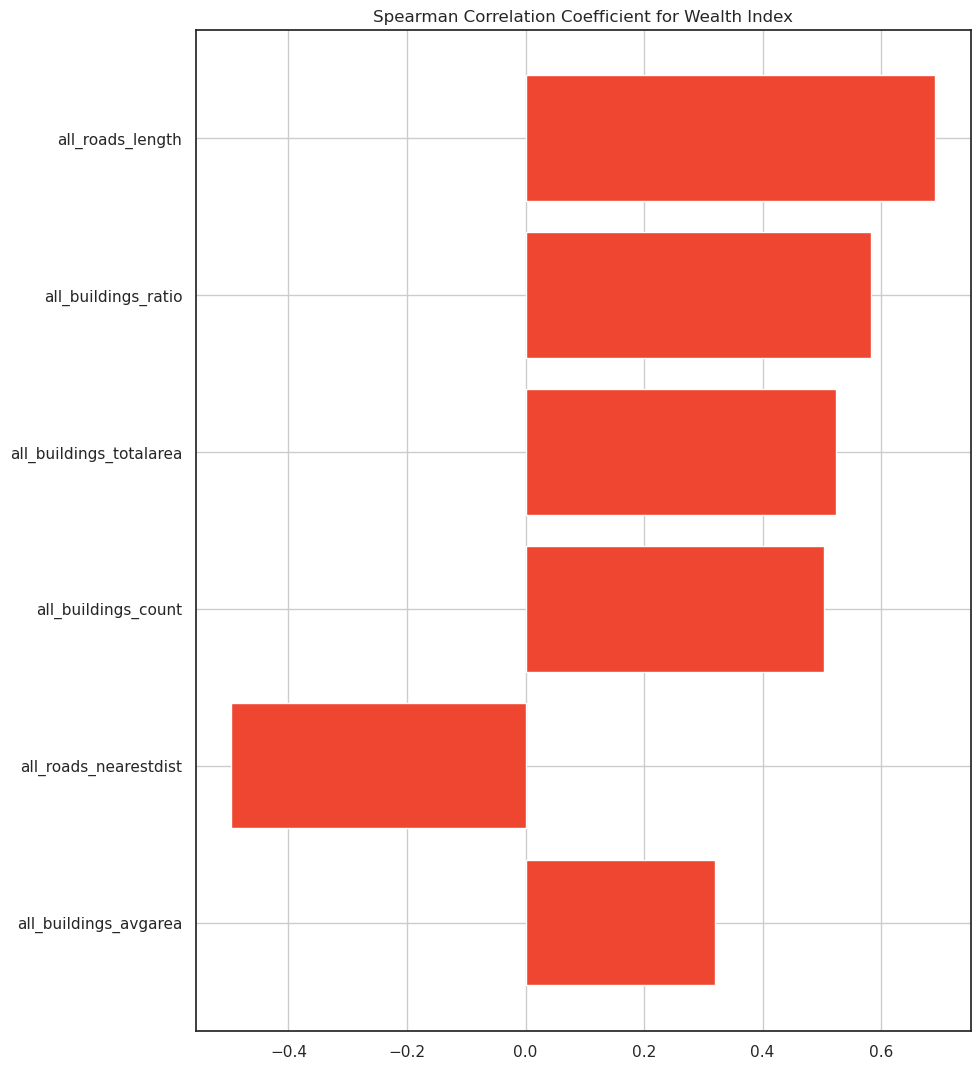 Spearman Correlation Coefficient for Wealth Index
all_roads_length
all_buildings_ratio
all_buildings_totalarea
all_buildings_count
all_roads_nearestdist
all_buildings_avgarea
−0.4 −0.2 0.0 0.2 0.4 0.6